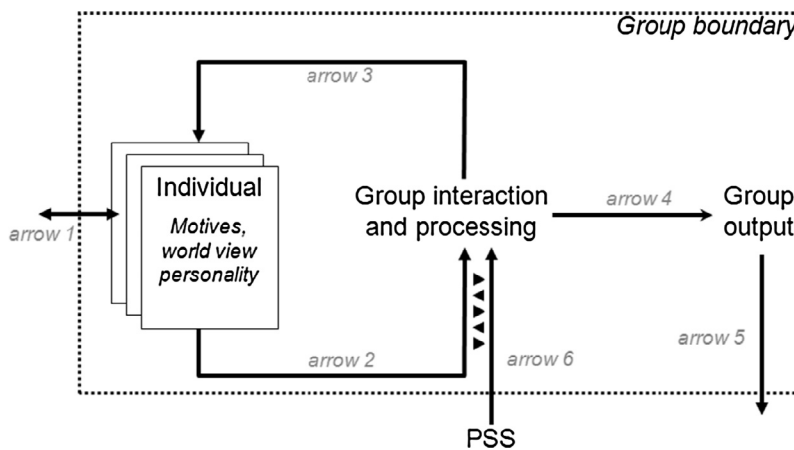 Group boundary
arrow 3
Individual
Motives,
world view
personality
arrow 1
Group interaction
and processing
arrow 4
Group
output
arrow 2
arrow 6
arrow 5
PSS